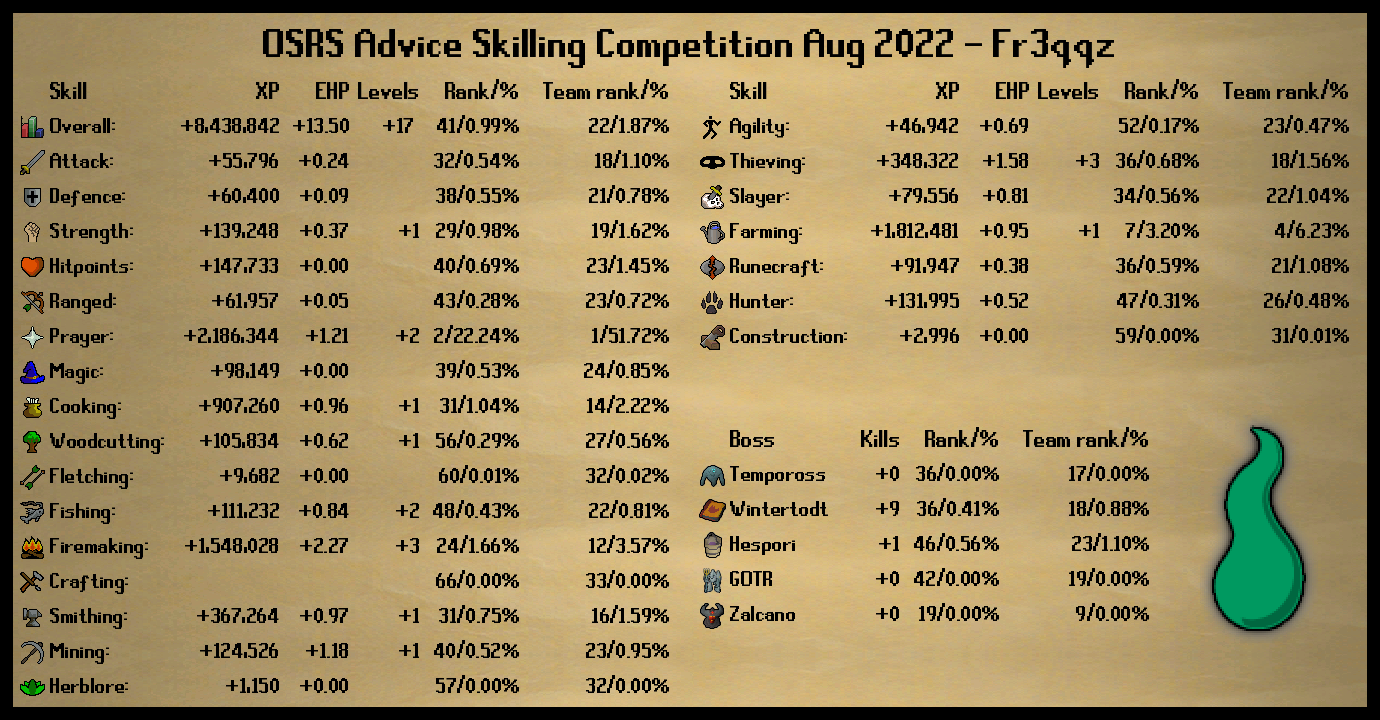 OSRS Advice Skilling Competition Aug 2022 - Fr3qqz
Skill XP EHP Levels Rank/% Team rank/%
Overall: +8,438,842 +13.50 +17 41/0.99% 22/1.87%
Attack: +55,796 +0.24 32/0.54% 18/1.10%
Defence: +60,400 +0.09 38/0.55% 21/0.78%
Strength: +139,248 +0.37 +1 29/0.98% 19/1.62%
Hitpoints: +147,733 +0.00 40/0.69% 23/1.45%
Ranged: +61,957 +0.05 43/0.28% 23/0.72%
Prayer: +2,186,344 +1.21 +2 2/22.24% 1/51.72%
Magic: +98,149 +0.00 39/0.53% 24/0.85%
Cooking: +907,260 +0.96 +1 31/1.04% 14/2.22%
Woodcutting: +105,834 +0.62 +1 56/0.29% 27/0.56%
Fletching: +9,682 +0.00 60/0.01% 32/0.02%
Fishing: +111,232 +0.84 +2 48/0.43% 22/0.81%
Firemaking: +1,548,028 +2.27 +3 24/1.66% 12/3.57%
Crafting: 66/0.00% 33/0.00%
Smithing: +367,264 +0.97 +1 31/0.75% 16/1.59%
Mining: +124,526 +1.18 +1 40/0.52% 23/0.95%
Herblore: +1,150 +0.00 57/0.00% 32/0.00%
Skill XP EHP Levels Rank/% Team rank/%
Agility: +46,942 +0.69 52/0.17% 23/0.47%
Thieving: +348,322 +1.58 +3 36/0.68% 18/1.56%
Slayer: +79,556 +0.81 34/0.56% 22/1.04%
Farming: +1,812,481 +0.95 +1 7/3.20% 4/6.23%
Runecraft: +91,947 +0.38 36/0.59% 21/1.08%
Hunter: +131,995 +0.52 47/0.31% 26/0.48%
Construction: +2,996 +0.00 59/0.00% 31/0.01%
Boss Kills Rank/% Team rank/%
Tempoross +0 36/0.00% 17/0.00%
Wintertodt +9 36/0.41% 18/0.88%
Hespori +1 46/0.56% 23/1.10%
GOTR +0 42/0.00% 19/0.00%
Zalcano +0 19/0.00% 9/0.00%